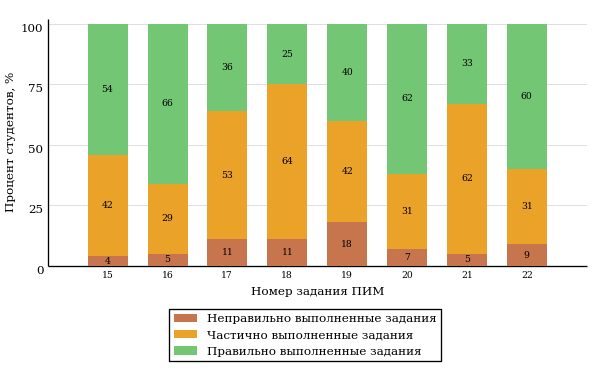 Процент студентов, %
100
75
50
25
0
54 66 36 25 40 62 33 60
42 29 53 64 42 31 62 31
4 5 11 11 18 7 5 9
15 16 17 18 19 20 21 22
Номер задания ПИМ
Неправильно выполненные задания
Частично выполненные задания
Правильно выполненные задания